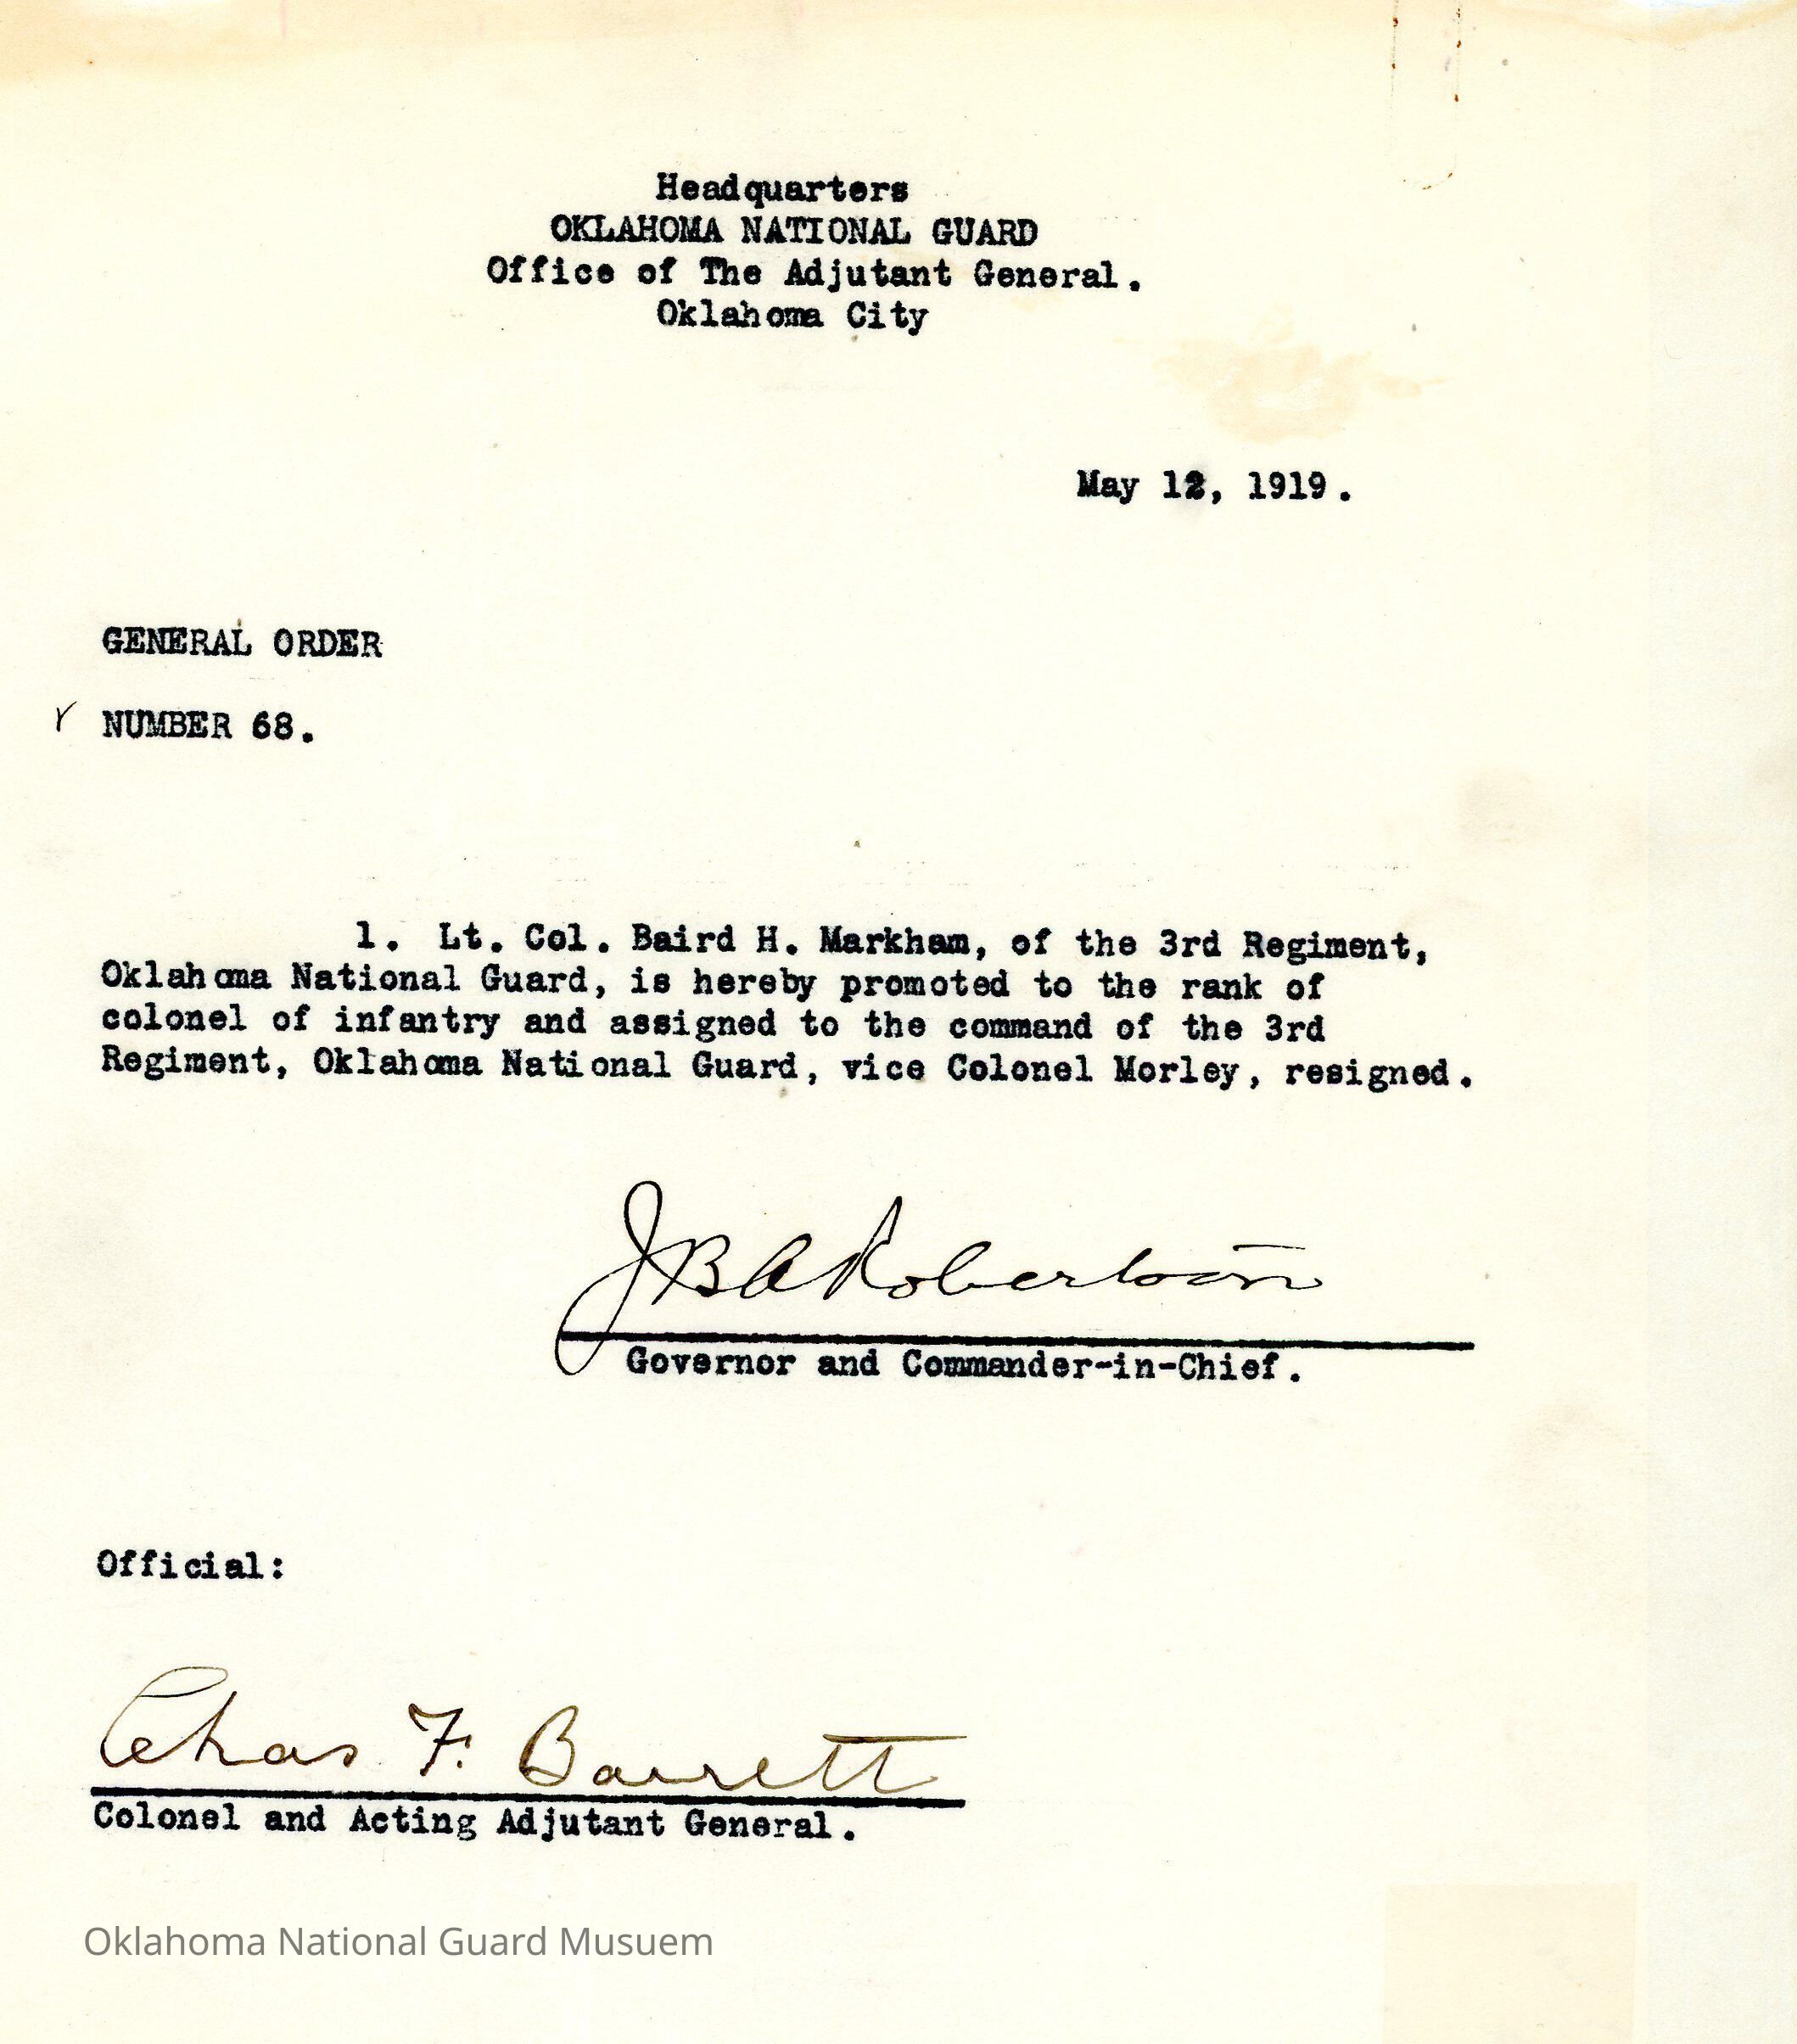 Headquarters
OKLAHOMA NATIONAL GUARD
Office of The Adjutant General.
Oklahoma City
May 12, 1919.
GENERAL ORDER
NUMBER 68.
1. Lt. Col. Baird H. Markham, of the 3rd Regiment,
Oklahoma National Guard, is hereby promoted to the rank of
colonel of infantry and assigned to the command of the 3rd
Regiment, Oklahoma National Guard, vice Colonel Morley, resigned.
J B A Robertson
Governor and Commander-in-Chief.
Official:
Chas F. Barrett
Colonel and Acting Adjutant General.
Oklahoma National Guard Musuem